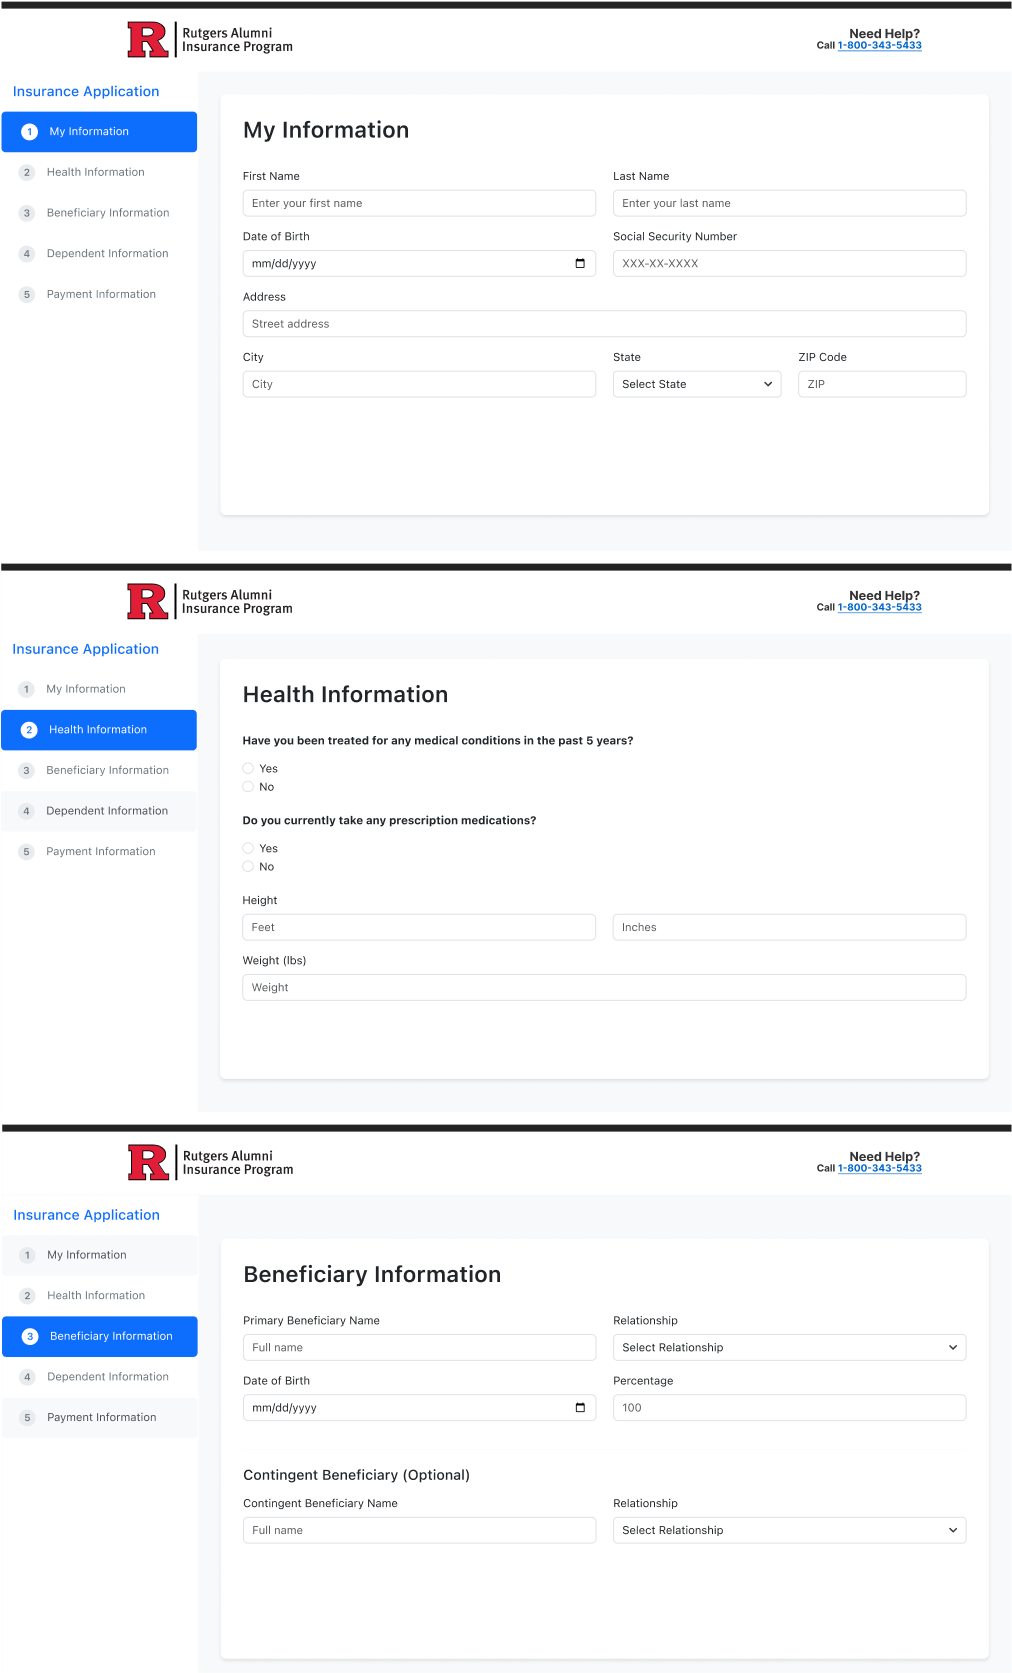 R
Rutgers Alumni
Insurance Program
Need Help?
Call 1-800-343-5433
Insurance Application
1 My Information
2 Health Information
3 Beneficiary Information
4 Dependent Information
5 Payment Information
My Information
First Name
Last Name
Enter your first name
Enter your last name
Date of Birth
Social Security Number
mm/dd/yyyy
XXX-XX-XXXX
Address
Street address
City
State
ZIP Code
City
Select State
ZIP
R
Rutgers Alumni
Insurance Program
Need Help?
Call 1-800-343-5433
Insurance Application
1 My Information
2 Health Information
3 Beneficiary Information
4 Dependent Information
5 Payment Information
Health Information
Have you been treated for any medical conditions in the past 5 years?
Yes
No
Do you currently take any prescription medications?
Yes
No
Height
Feet
Inches
Weight (lbs)
Weight
R
Rutgers Alumni
Insurance Program
Need Help?
Call 1-800-343-5433
Insurance Application
1 My Information
2 Health Information
3 Beneficiary Information
4 Dependent Information
5 Payment Information
Beneficiary Information
Primary Beneficiary Name
Relationship
Full name
Select Relationship
Date of Birth
Percentage
mm/dd/yyyy
100
Contingent Beneficiary (Optional)
Contingent Beneficiary Name
Relationship
Full name
Select Relationship